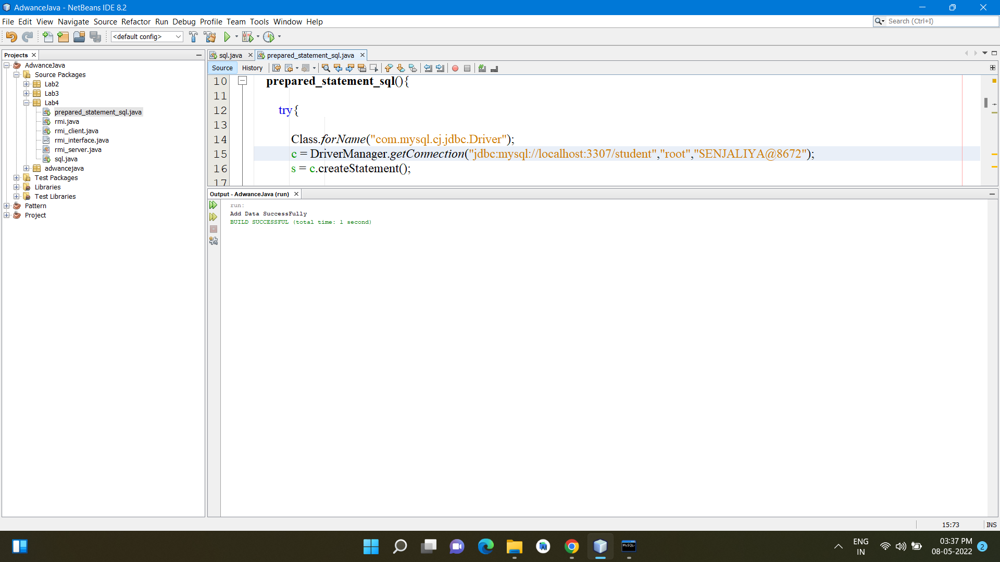 AdwanceJava - NetBeans IDE 8.2
File Edit View Navigate Source Refactor Run Debug Profile Team Tools Window Help
Search (Ctrl+I)
<default config>
Projects
AdwanceJava
Source Packages
Lab2
Lab3
Lab4
prepared_statement_sql.java
rmi.java
rmi_client.java
rmi_interface.java
rmi_server.java
sql.java
advancejava
Test Packages
Libraries
Test Libraries
Pattern
Project
sql.java prepared_statement_sql.java
Source History
10 prepared_statement_sql(){
11
12 try{
13
14 Class.forName("com.mysql.cj.jdbc.Driver");
15 c = DriverManager.getConnection("jdbc:mysql://localhost:3307/student","root","SENJALIYA@8672");
16 s = c.createStatement();
17
Output - AdwanceJava (run)
run:
Add Data SuccessFully
BUILD SUCCESSFUL (total time: 1 second)
15:73 INS
MySQL
ENG
IN
03:37 PM
08-05-2022
2